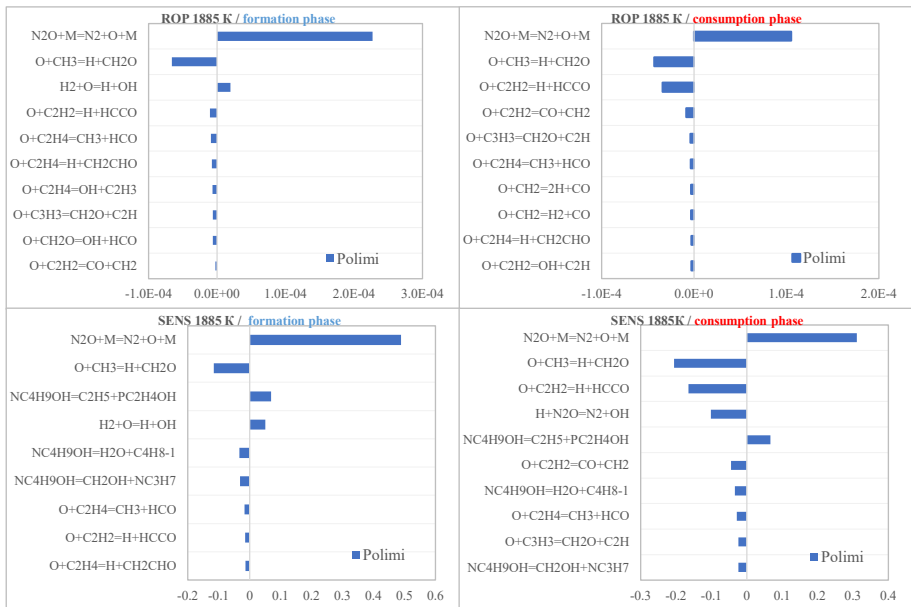 ROP 1885 K / formation phase
N2O+M=N2+O+M
O+CH3=H+CH2O
H2+O=H+OH
O+C2H2=H+HCCO
O+C2H4=CH3+HCO
O+C2H4=H+CH2CHO
O+C2H4=OH+C2H3
O+C3H3=CH2O+C2H
O+CH2O=OH+HCO
O+C2H2=CO+CH2
Polimi
-1.0E-04 0.0E+00 1.0E-04 2.0E-04 3.0E-04
ROP 1885 K / consumption phase
N2O+M=N2+O+M
O+CH3=H+CH2O
O+C2H2=H+HCCO
O+C2H2=CO+CH2
O+C3H3=CH2O+C2H
O+C2H4=CH3+HCO
O+CH2=2H+CO
O+CH2=H2+CO
O+C2H4=H+CH2CHO
O+C2H2=OH+C2H
Polimi
-1.0E-4 0.0E+0 1.0E-4 2.0E-4
SENS 1885 K / formation phase
N2O+M=N2+O+M
O+CH3=H+CH2O
NC4H9OH=C2H5+PC2H4OH
H2+O=H+OH
NC4H9OH=H2O+C4H8-1
NC4H9OH=CH2OH+NC3H7
O+C2H4=CH3+HCO
O+C2H2=H+HCCO
O+C2H4=H+CH2CHO
Polimi
-0.2 -0.1 0 0.1 0.2 0.3 0.4 0.5 0.6
SENS 1885K / consumption phase
N2O+M=N2+O+M
O+CH3=H+CH2O
O+C2H2=H+HCCO
H+N2O=N2+OH
NC4H9OH=C2H5+PC2H4OH
O+C2H2=CO+CH2
NC4H9OH=H2O+C4H8-1
O+C2H4=CH3+HCO
O+C3H3=CH2O+C2H
NC4H9OH=CH2OH+NC3H7
Polimi
-0.3 -0.2 -0.1 0 0.1 0.2 0.3 0.4